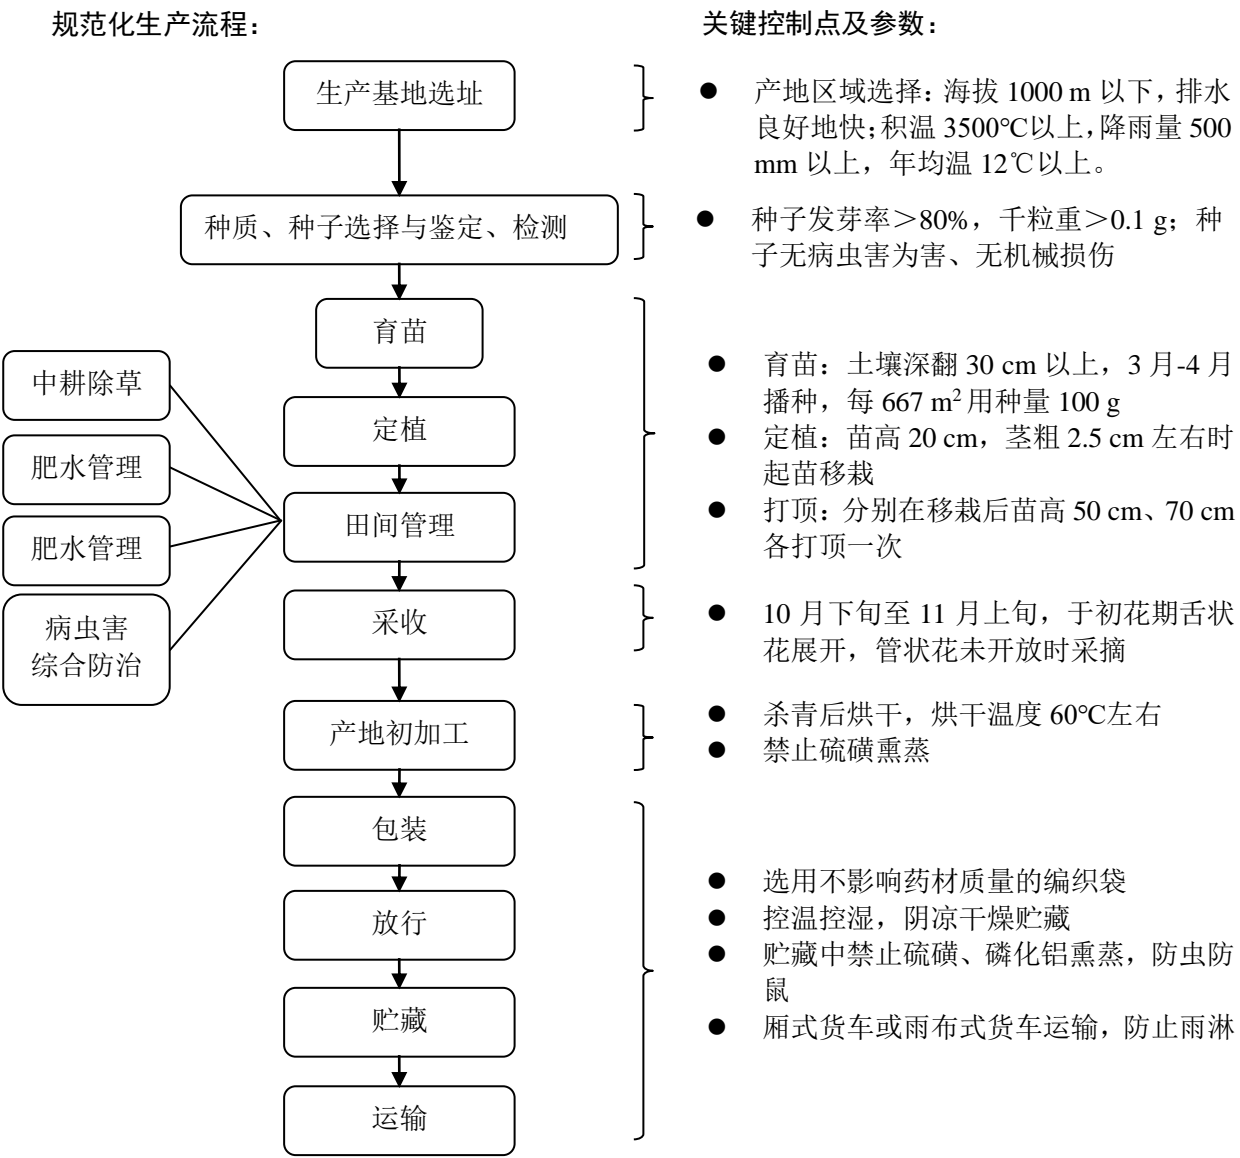 规范化生产流程：
关键控制点及参数：
生产基地选址
● 产地区域选择：海拔 1000 m 以下，排水
良好地快；积温 3500℃以上，降雨量 500
mm 以上，年均温 12℃以上。
种质、种子选择与鉴定、检测
● 种子发芽率＞80%，千粒重＞0.1 g；种
子无病虫害为害、无机械损伤
育苗
定植
田间管理
中耕除草
肥水管理
肥水管理
病虫害
综合防治
● 育苗：土壤深翻 30 cm 以上，3 月-4 月
播种，每 667 m² 用种量 100 g
● 定植：苗高 20 cm，茎粗 2.5 cm 左右时
起苗移栽
● 打顶：分别在移栽后苗高 50 cm、70 cm
各打顶一次
采收
● 10 月下旬至 11 月上旬，于初花期舌状
花展开，管状花未开放时采摘
产地初加工
● 杀青后烘干，烘干温度 60℃左右
● 禁止硫磺熏蒸
包装
放行
贮藏
运输
● 选用不影响药材质量的编织袋
● 控温控湿，阴凉干燥贮藏
● 贮藏中禁止硫磺、磷化铝熏蒸，防虫防
鼠
● 厢式货车或雨布式货车运输，防止雨淋